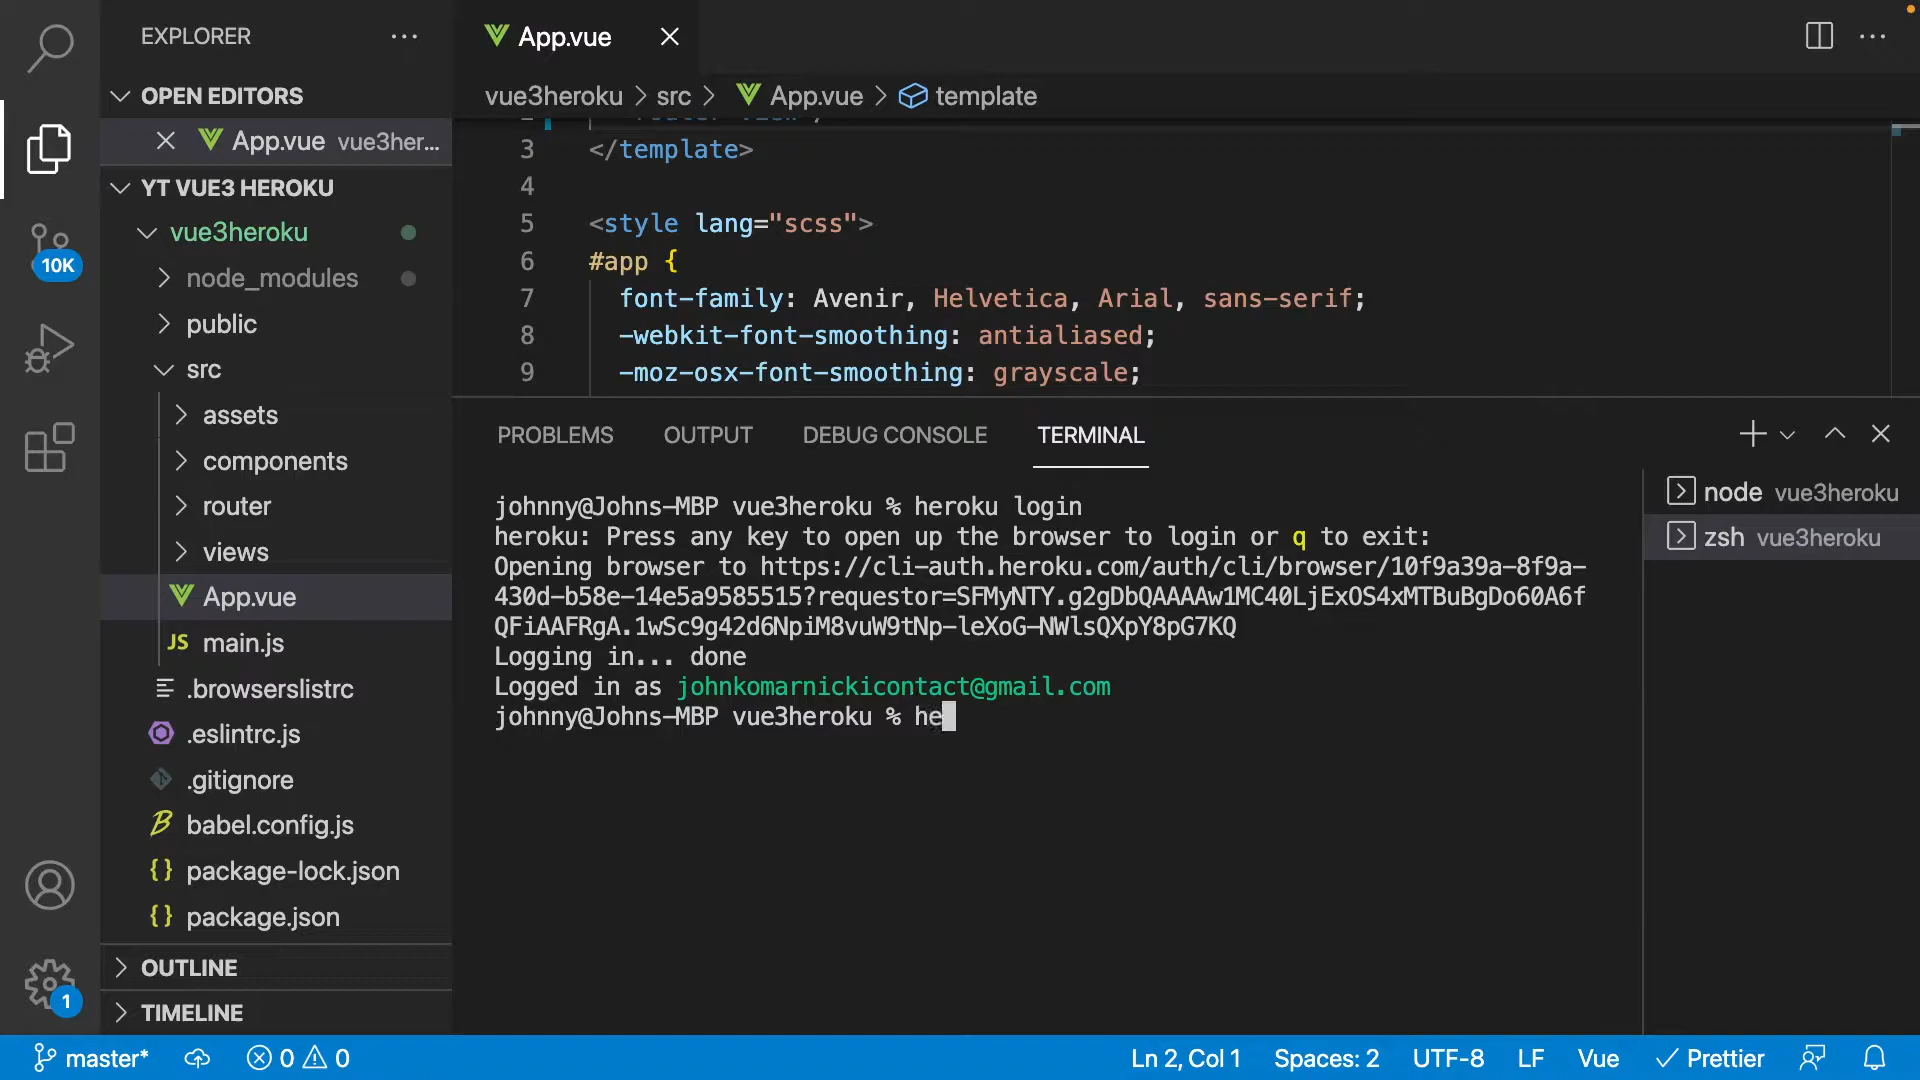 EXPLORER
OPEN EDITORS
App.vue vue3her...
YT VUE3 HEROKU
vue3heroku
node_modules
public
src
assets
components
router
views
App.vue
JS main.js
.browserslistrc
.eslintrc.js
.gitignore
babel.config.js
{} package-lock.json
{} package.json
OUTLINE
TIMELINE
10K
1
App.vue
vue3heroku > src > App.vue > template
3 </template>
4
5 <style lang="scss">
6 #app {
7 font-family: Avenir, Helvetica, Arial, sans-serif;
8 -webkit-font-smoothing: antialiased;
9 -moz-osx-font-smoothing: grayscale;
PROBLEMS OUTPUT DEBUG CONSOLE TERMINAL
johnny@Johns-MBP vue3heroku % heroku login
heroku: Press any key to open up the browser to login or q to exit:
Opening browser to https://cli-auth.heroku.com/auth/cli/browser/10f9a39a-8f9a-
430d-b58e-14e5a9585515?requestor=SFMyNTY.g2gDbQAAAAw1MC40LjExOS4xMTBuBgDo60A6f
QFiAAFRgA.1wSc9g42d6NpiM8vuW9tNp-leXoG-NWlsQXpY8pG7KQ
Logging in... done
Logged in as johnkomarnickicontact@gmail.com
johnny@Johns-MBP vue3heroku % he
node vue3heroku
zsh vue3heroku
master* 0 0 Ln 2, Col 1 Spaces: 2 UTF-8 LF Vue Prettier